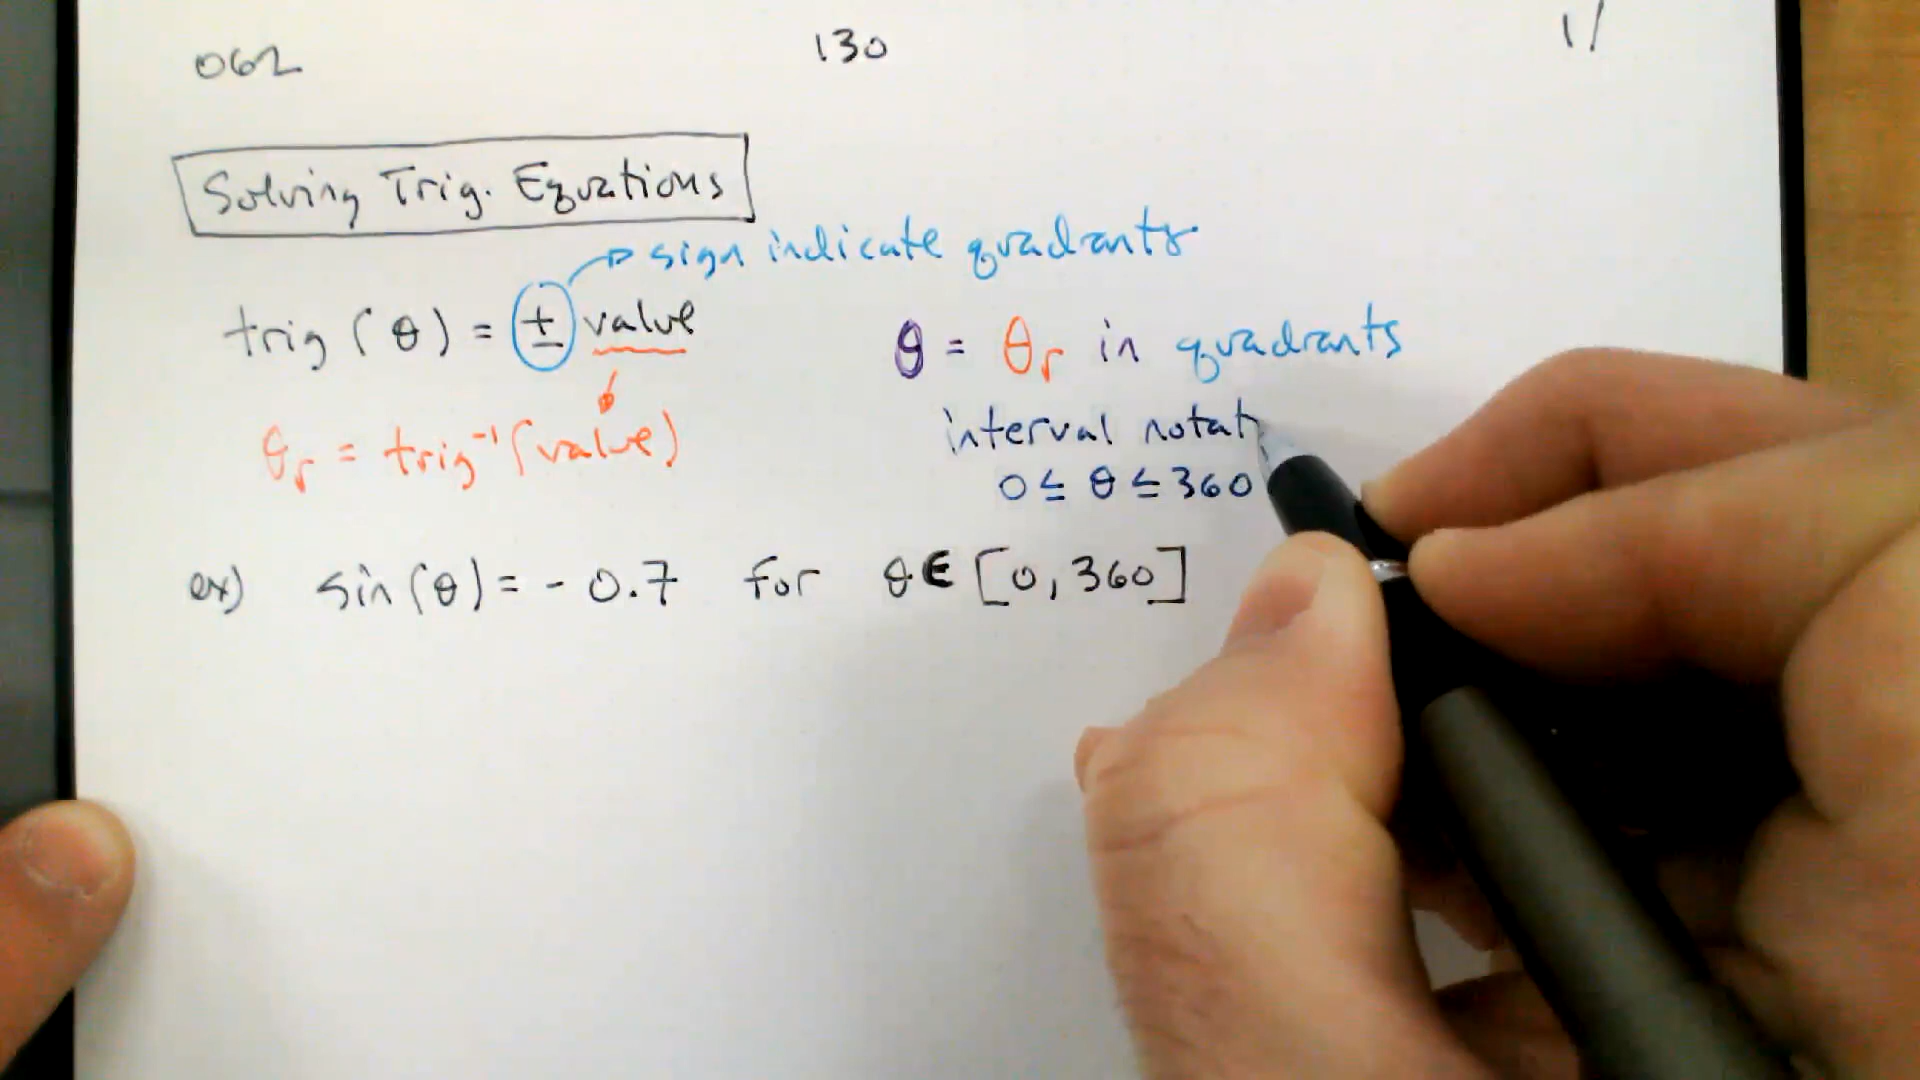 062 130 1/
Solving Trig. Equations
sign indicate quadrants
trig (θ) = ± value
θr = trig⁻¹(value)
θ = θr in quadrants
interval notat
0 ≤ θ ≤ 360
ex) sin(θ) = - 0.7 for θ ∈ [0, 360]